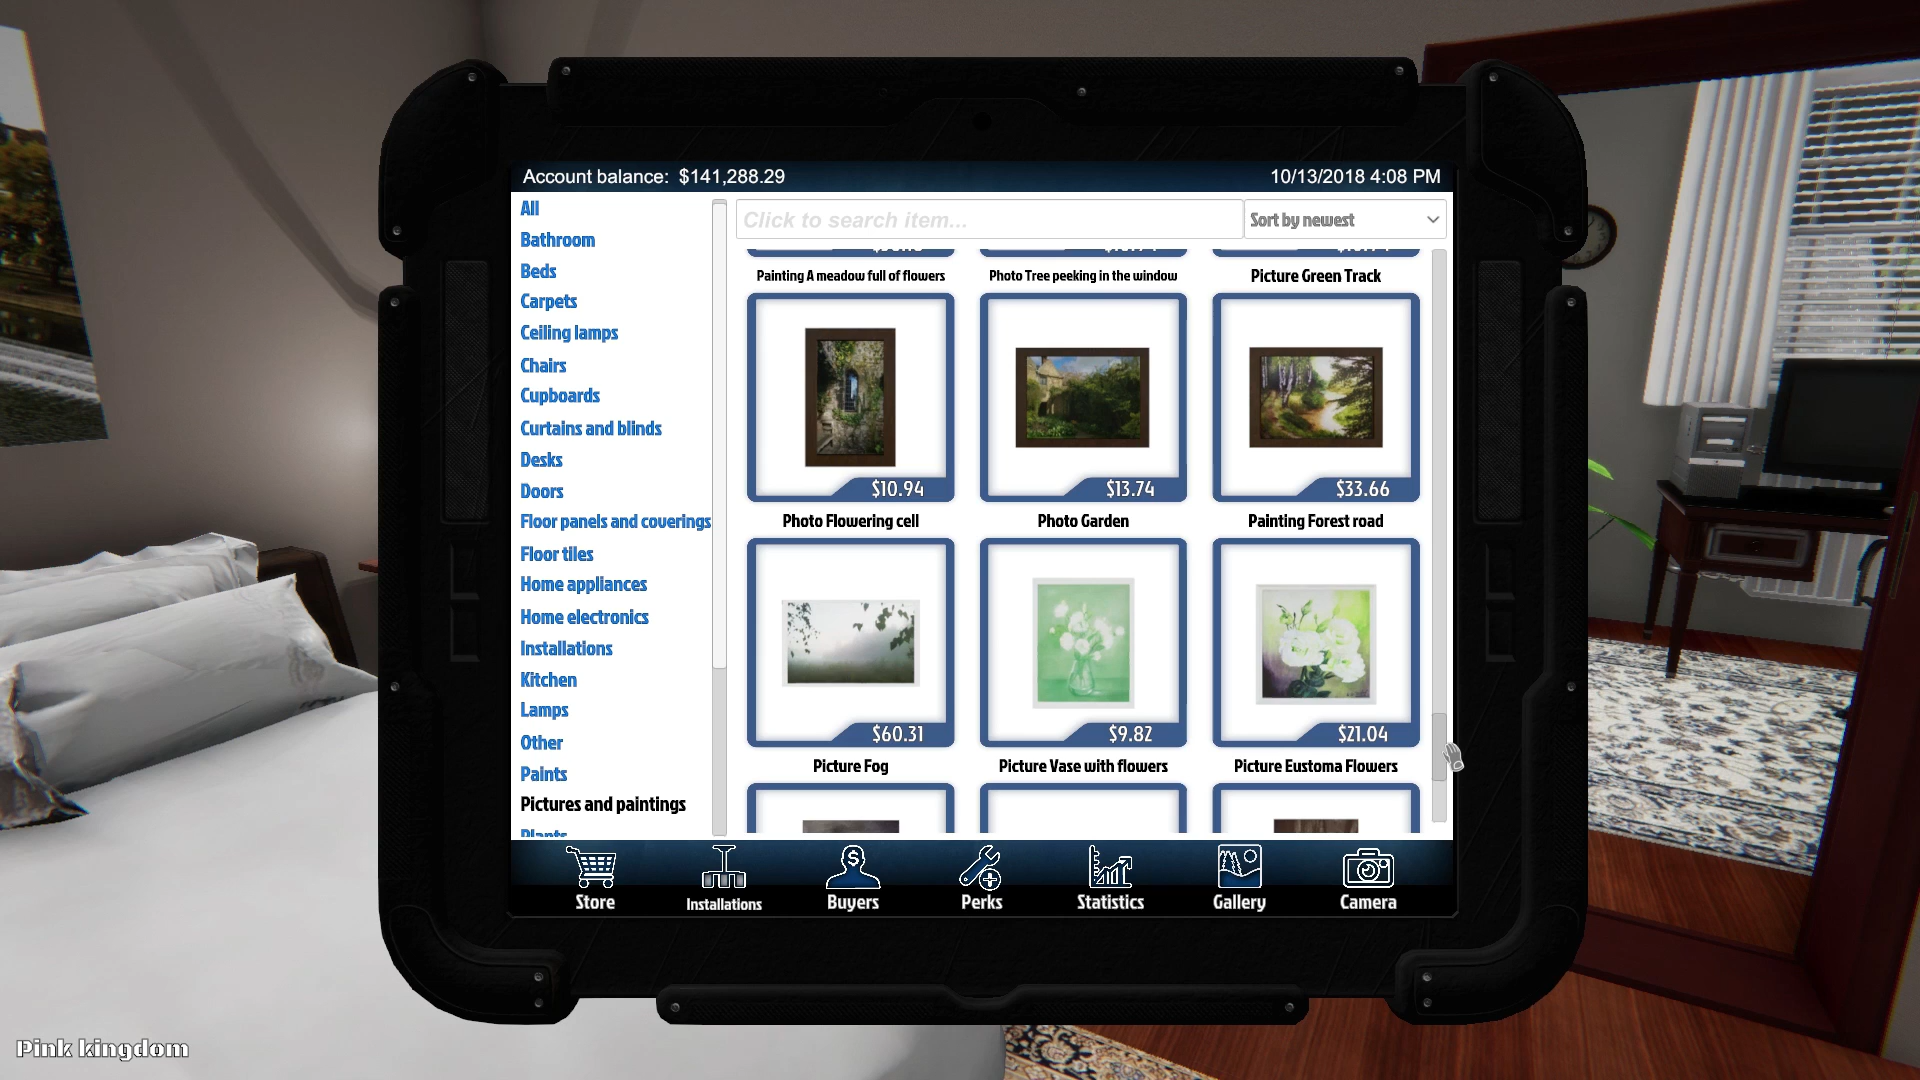 Account balance: $141,288.29
10/13/2018 4:08 PM
All
Bathroom
Beds
Carpets
Ceiling lamps
Chairs
Cupboards
Curtains and blinds
Desks
Doors
Floor panels and coverings
Floor tiles
Home appliances
Home electronics
Installations
Kitchen
Lamps
Other
Paints
Pictures and paintings
Plants
Click to search item...
Sort by newest
Painting A meadow full of flowers
Photo Tree peeking in the window
Picture Green Track
$10.94
$13.74
$33.66
Photo Flowering cell
Photo Garden
Painting Forest road
$60.31
$9.82
$21.04
Picture Fog
Picture Vase with flowers
Picture Eustoma Flowers
Store
Installations
Buyers
Perks
Statistics
Gallery
Camera
Pink kingdom